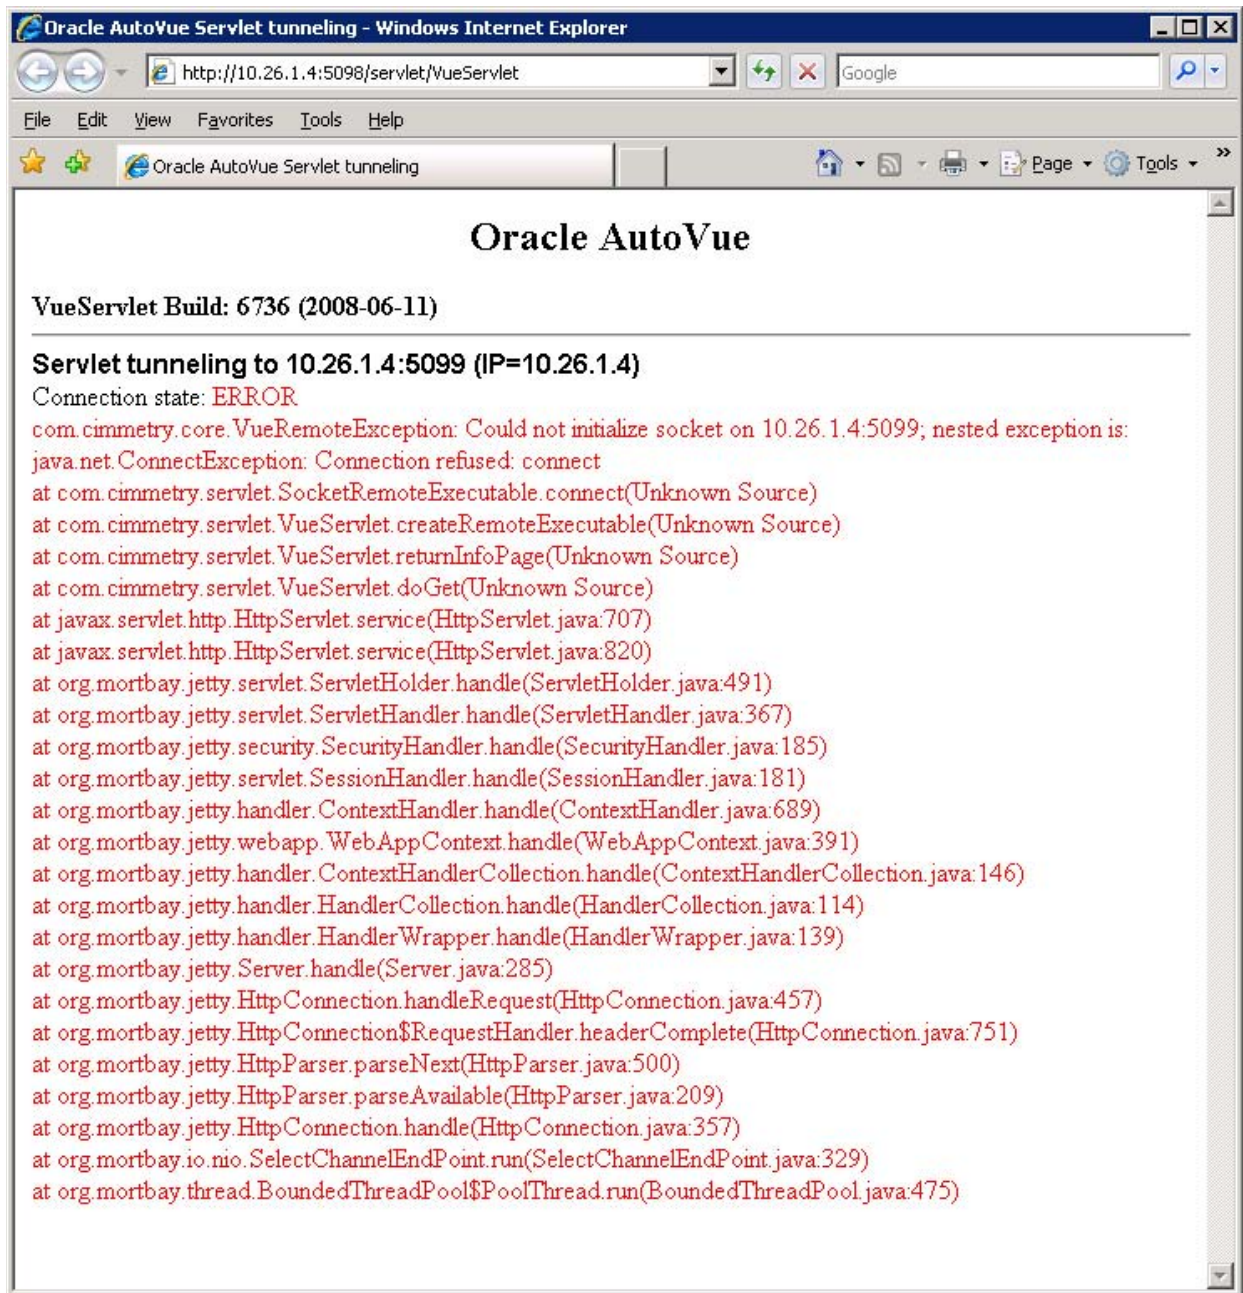 Oracle AutoVue Servlet tunneling - Windows Internet Explorer
http://10.26.1.4:5098/servlet/VueServlet
Google
File Edit View Favorites Tools Help
Oracle AutoVue Servlet tunneling
Page
Tools
»
Oracle AutoVue
VueServlet Build: 6736 (2008-06-11)
Servlet tunneling to 10.26.1.4:5099 (IP=10.26.1.4)
Connection state: ERROR
com.cimmetry.core.VueRemoteException: Could not initialize socket on 10.26.1.4:5099; nested exception is:
java.net.ConnectException: Connection refused: connect
at com.cimmetry.servlet.SocketRemoteExecutable.connect(Unknown Source)
at com.cimmetry.servlet.VueServlet.createRemoteExecutable(Unknown Source)
at com.cimmetry.servlet.VueServlet.returnInfoPage(Unknown Source)
at com.cimmetry.servlet.VueServlet.doGet(Unknown Source)
at javax.servlet.http.HttpServlet.service(HttpServlet.java:707)
at javax.servlet.http.HttpServlet.service(HttpServlet.java:820)
at org.mortbay.jetty.servlet.ServletHolder.handle(ServletHolder.java:491)
at org.mortbay.jetty.servlet.ServletHandler.handle(ServletHandler.java:367)
at org.mortbay.jetty.security.SecurityHandler.handle(SecurityHandler.java:185)
at org.mortbay.jetty.servlet.SessionHandler.handle(SessionHandler.java:181)
at org.mortbay.jetty.handler.ContextHandler.handle(ContextHandler.java:689)
at org.mortbay.jetty.webapp.WebAppContext.handle(WebAppContext.java:391)
at org.mortbay.jetty.handler.ContextHandlerCollection.handle(ContextHandlerCollection.java:146)
at org.mortbay.jetty.handler.HandlerCollection.handle(HandlerCollection.java:114)
at org.mortbay.jetty.handler.HandlerWrapper.handle(HandlerWrapper.java:139)
at org.mortbay.jetty.Server.handle(Server.java:285)
at org.mortbay.jetty.HttpConnection.handleRequest(HttpConnection.java:457)
at org.mortbay.jetty.HttpConnection$RequestHandler.headerComplete(HttpConnection.java:751)
at org.mortbay.jetty.HttpParser.parseNext(HttpParser.java:500)
at org.mortbay.jetty.HttpParser.parseAvailable(HttpParser.java:209)
at org.mortbay.jetty.HttpConnection.handle(HttpConnection.java:357)
at org.mortbay.io.nio.SelectChannelEndPoint.run(SelectChannelEndPoint.java:329)
at org.mortbay.thread.BoundedThreadPool$PoolThread.run(BoundedThreadPool.java:475)